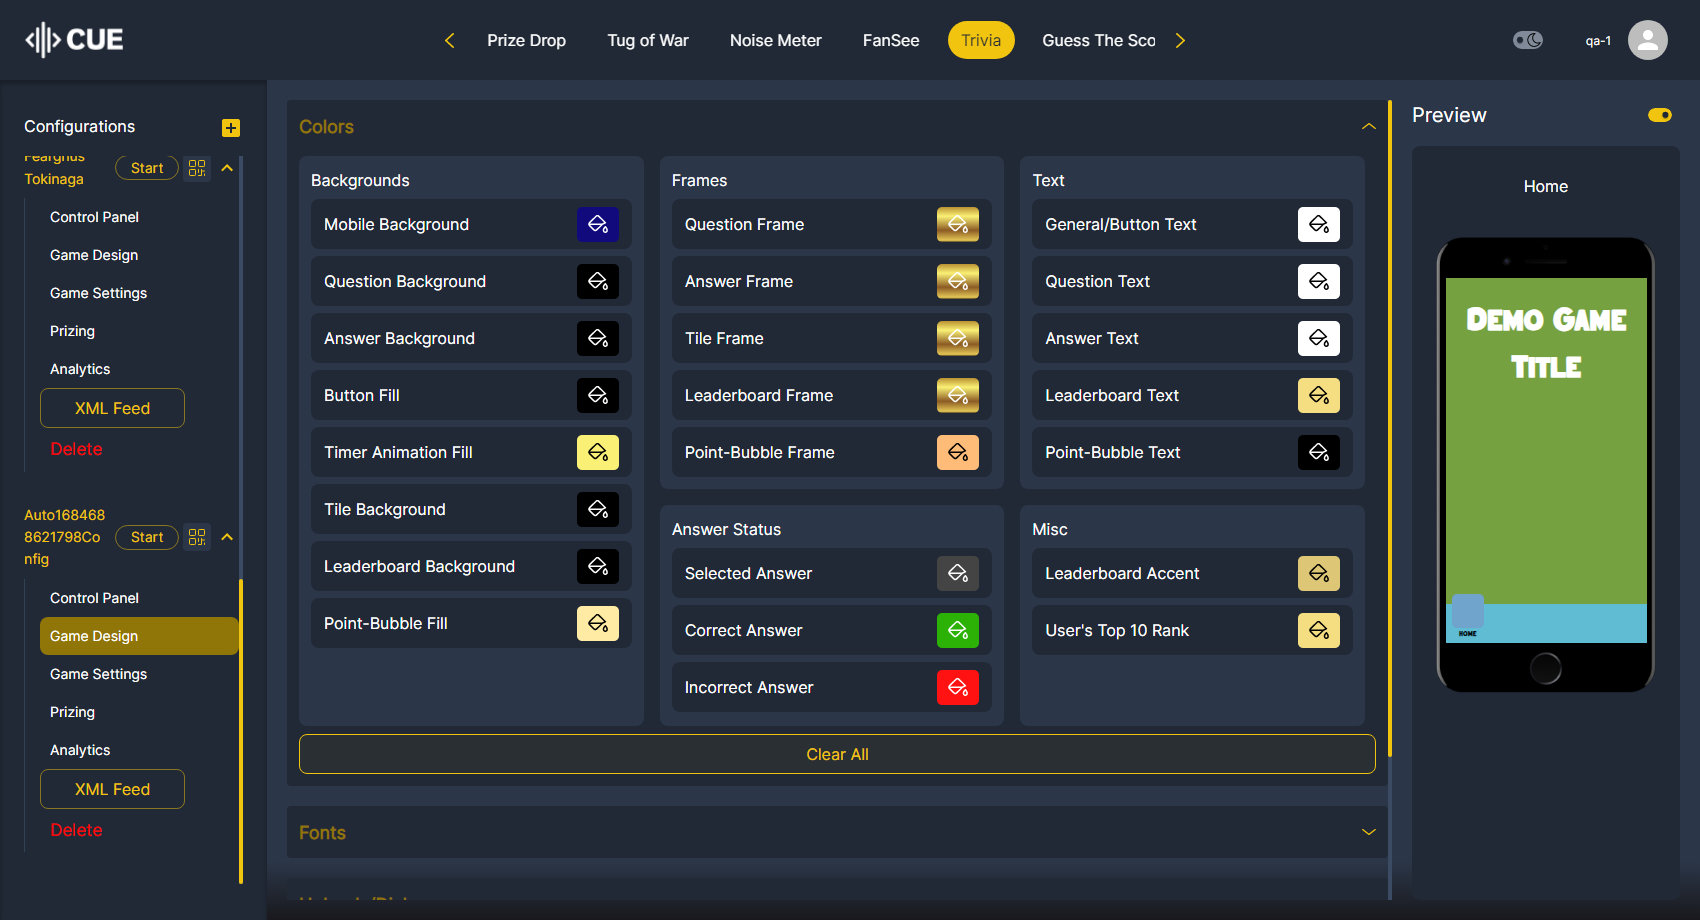 CUE
Prize Drop
Tug of War
Noise Meter
FanSee
Trivia
Guess The Sco
qa-1
Configurations
Fearghus
Tokinaga
Start
Control Panel
Game Design
Game Settings
Prizing
Analytics
XML Feed
Delete
Auto168468
8621798Co
nfig
Start
Control Panel
Game Design
Game Settings
Prizing
Analytics
XML Feed
Delete
Colors
Backgrounds
Mobile Background
Question Background
Answer Background
Button Fill
Timer Animation Fill
Tile Background
Leaderboard Background
Point-Bubble Fill
Frames
Question Frame
Answer Frame
Tile Frame
Leaderboard Frame
Point-Bubble Frame
Text
General/Button Text
Question Text
Answer Text
Leaderboard Text
Point-Bubble Text
Answer Status
Selected Answer
Correct Answer
Incorrect Answer
Misc
Leaderboard Accent
User's Top 10 Rank
Clear All
Fonts
Preview
Home
Demo Game
Title
HOME